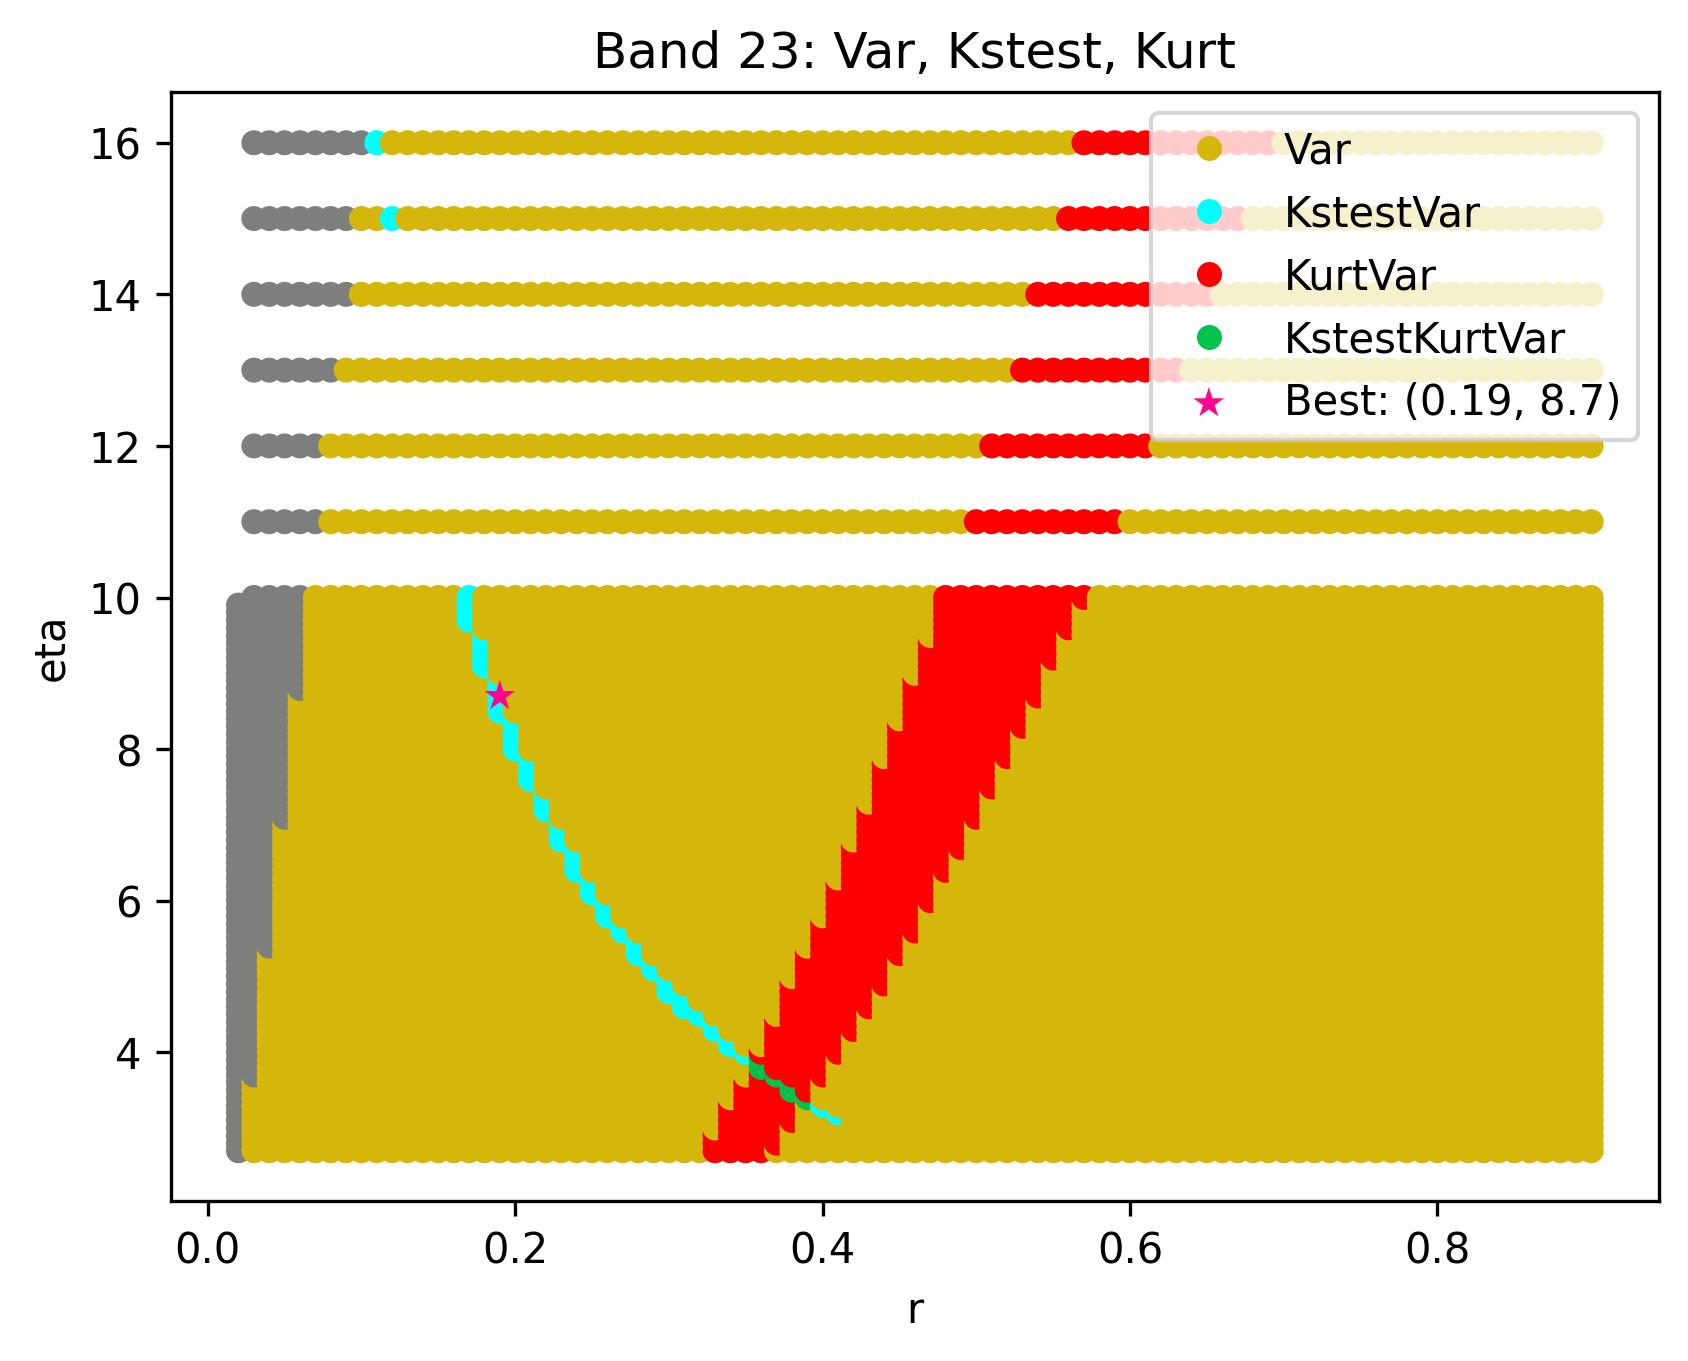 Band 23: Var, Kstest, Kurt
16
14
12
10
8
6
4
eta
Var
KstestVar
KurtVar
KstestKurtVar
Best: (0.19, 8.7)
0.0 0.2 0.4 0.6 0.8
r